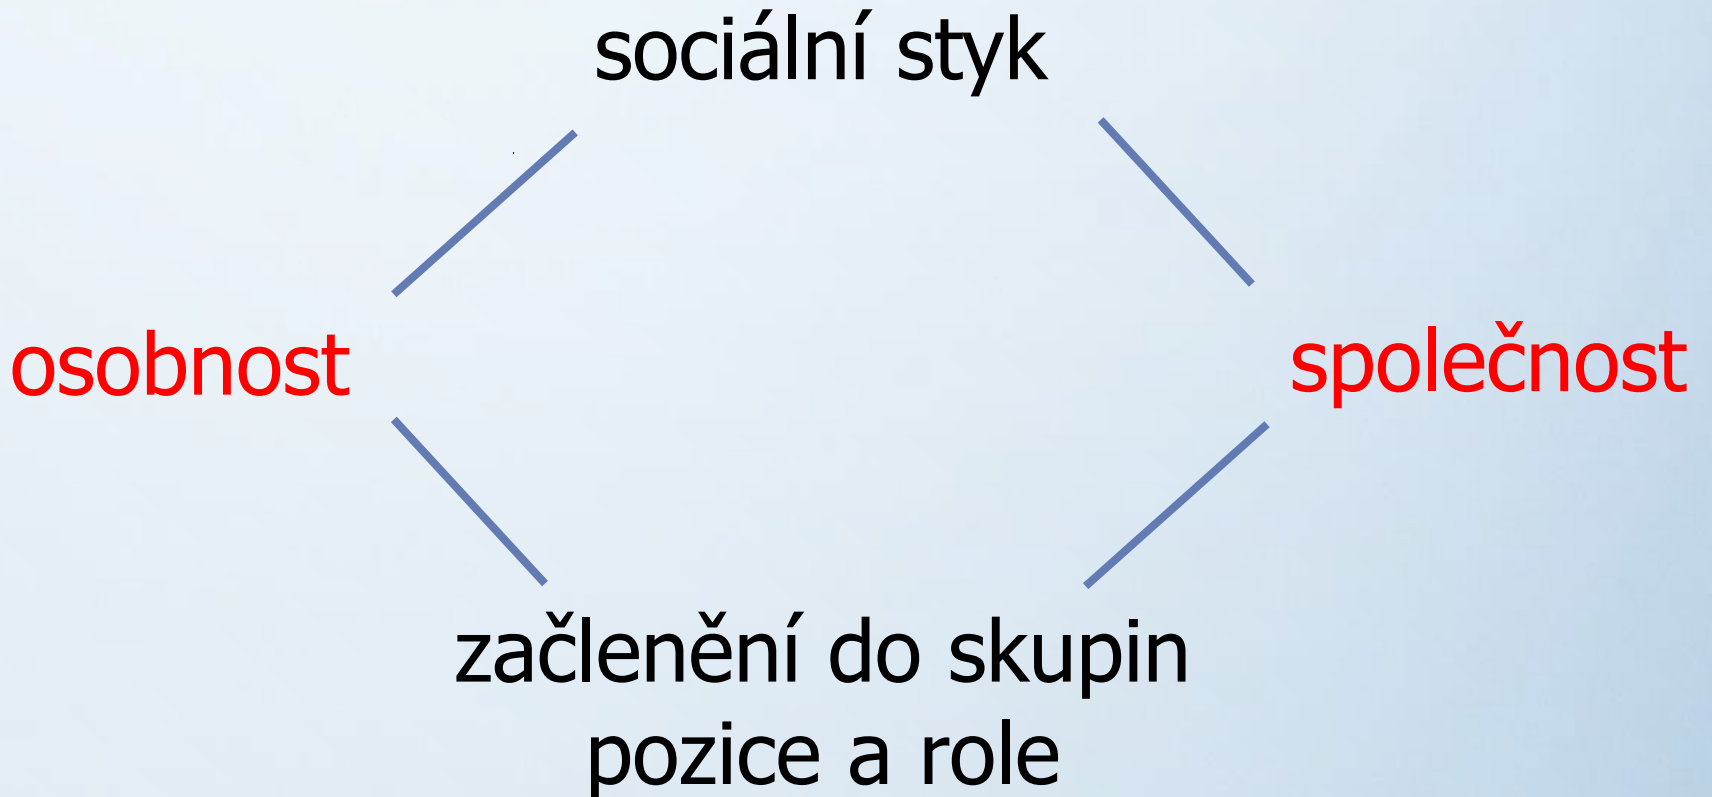 sociální styk
osobnost
společnost
začlenění do skupin
pozice a role